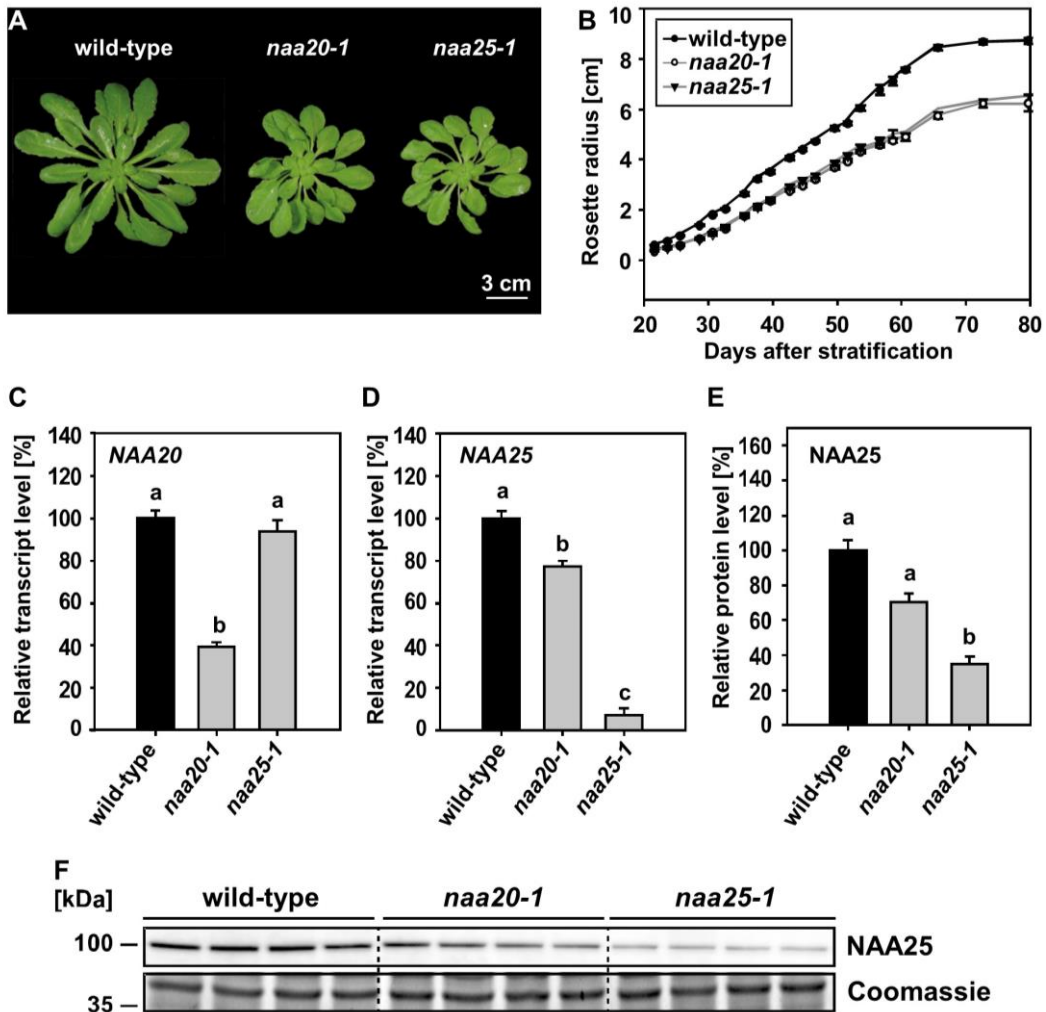 A
wild-type naa20-1 naa25-1
3 cm
B
Rosette radius [cm]
10
8
6
4
2
0
wild-type
naa20-1
naa25-1
20 30 40 50 60 70 80
Days after stratification
C
Relative transcript level [%]
140
120
100
80
60
40
20
0
NAA20
a b a
wild-type naa20-1 naa25-1
D
Relative transcript level [%]
140
120
100
80
60
40
20
0
NAA25
a b c
wild-type naa20-1 naa25-1
E
Relative protein level [%]
160
140
120
100
80
60
40
20
0
NAA25
a a b
wild-type naa20-1 naa25-1
F
[kDa] wild-type naa20-1 naa25-1
100 NAA25
35 Coomassie